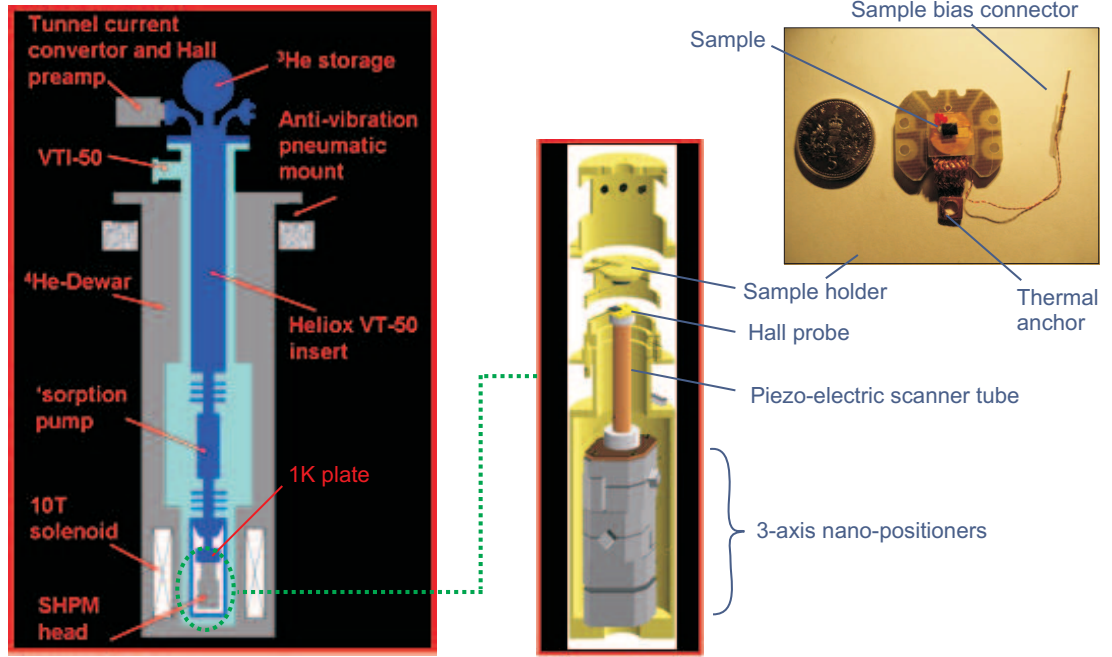 Tunnel current
convertor and Hall
preamp
³He storage
Anti-vibration
pneumatic
mount
VTI-50
⁴He-Dewar
Heliox VT-50
insert
'sorption
pump
1K plate
10T
solenoid
SHPM
head
Sample bias connector
Sample
Sample holder
Thermal
anchor
Hall probe
Piezo-electric scanner tube
3-axis nano-positioners